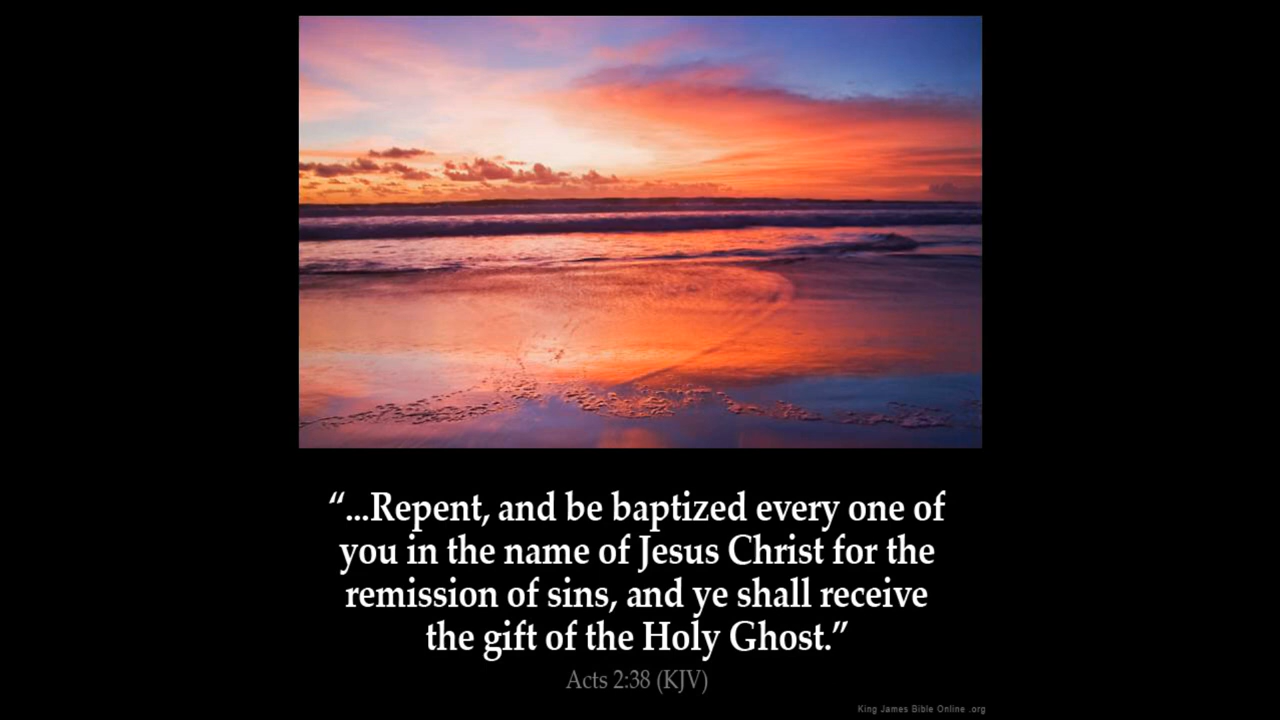 “...Repent, and be baptized every one of
you in the name of Jesus Christ for the
remission of sins, and ye shall receive
the gift of the Holy Ghost.”
Acts 2:38 (KJV)
King James Bible Online .org